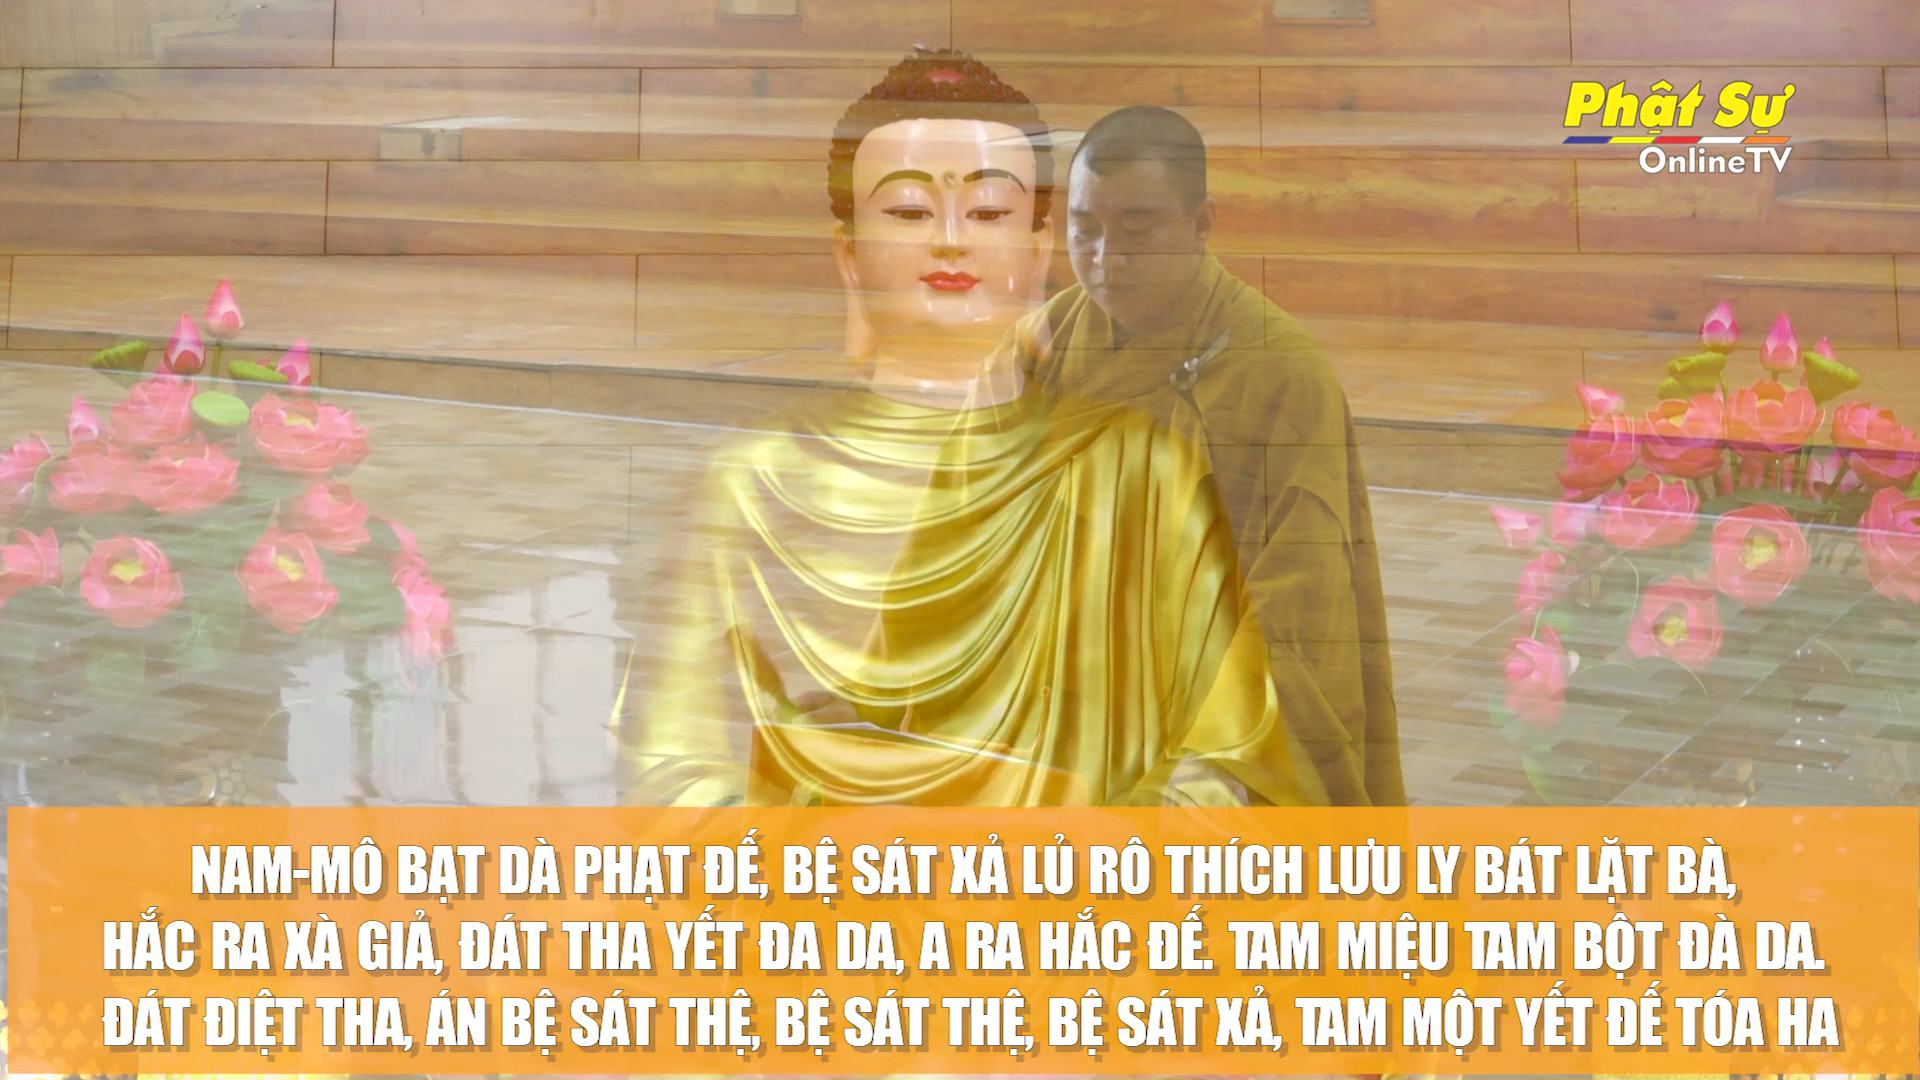 Phật Sự
OnlineTV
NAM-MÔ BẠT DÀ PHẠT ĐẾ, BỆ SÁT XẢ LỦ RÔ THÍCH LƯU LY BÁT LẶT BÀ,
HẮC RA XÀ GIẢ, ĐÁT THA YẾT ĐA DA, A RA HẮC ĐẾ. TAM MIỆU TAM BỘT ĐÀ DA.
ĐÁT ĐIỆT THA, ÁN BỆ SÁT THỆ, BỆ SÁT THỆ, BỆ SÁT XẢ, TAM MỘT YẾT ĐẾ TÓA HA